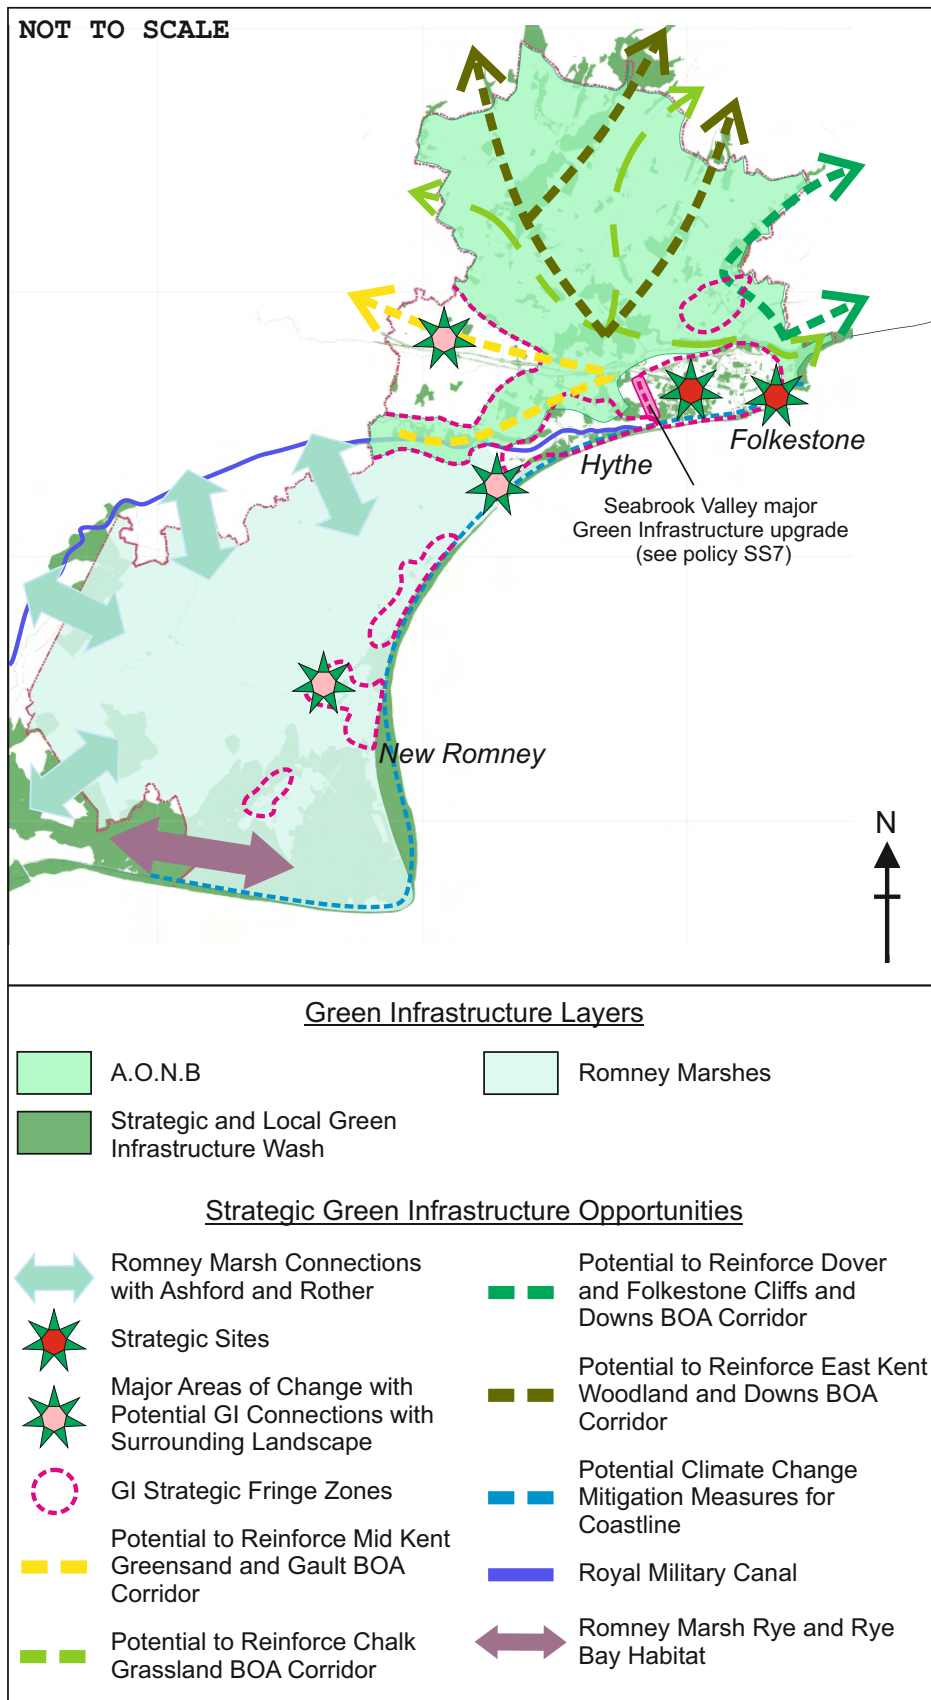 NOT TO SCALE
Folkestone
Hythe
Seabrook Valley major
Green Infrastructure upgrade
(see policy SS7)
New Romney
N
Green Infrastructure Layers
A.O.N.B
Romney Marshes
Strategic and Local Green
Infrastructure Wash
Strategic Green Infrastructure Opportunities
Romney Marsh Connections
with Ashford and Rother
Strategic Sites
Major Areas of Change with
Potential GI Connections with
Surrounding Landscape
GI Strategic Fringe Zones
Potential to Reinforce Mid Kent
Greensand and Gault BOA
Corridor
Potential to Reinforce Chalk
Grassland BOA Corridor
Potential to Reinforce Dover
and Folkestone Cliffs and
Downs BOA Corridor
Potential to Reinforce East Kent
Woodland and Downs BOA
Corridor
Potential Climate Change
Mitigation Measures for
Coastline
Royal Military Canal
Romney Marsh Rye and Rye
Bay Habitat